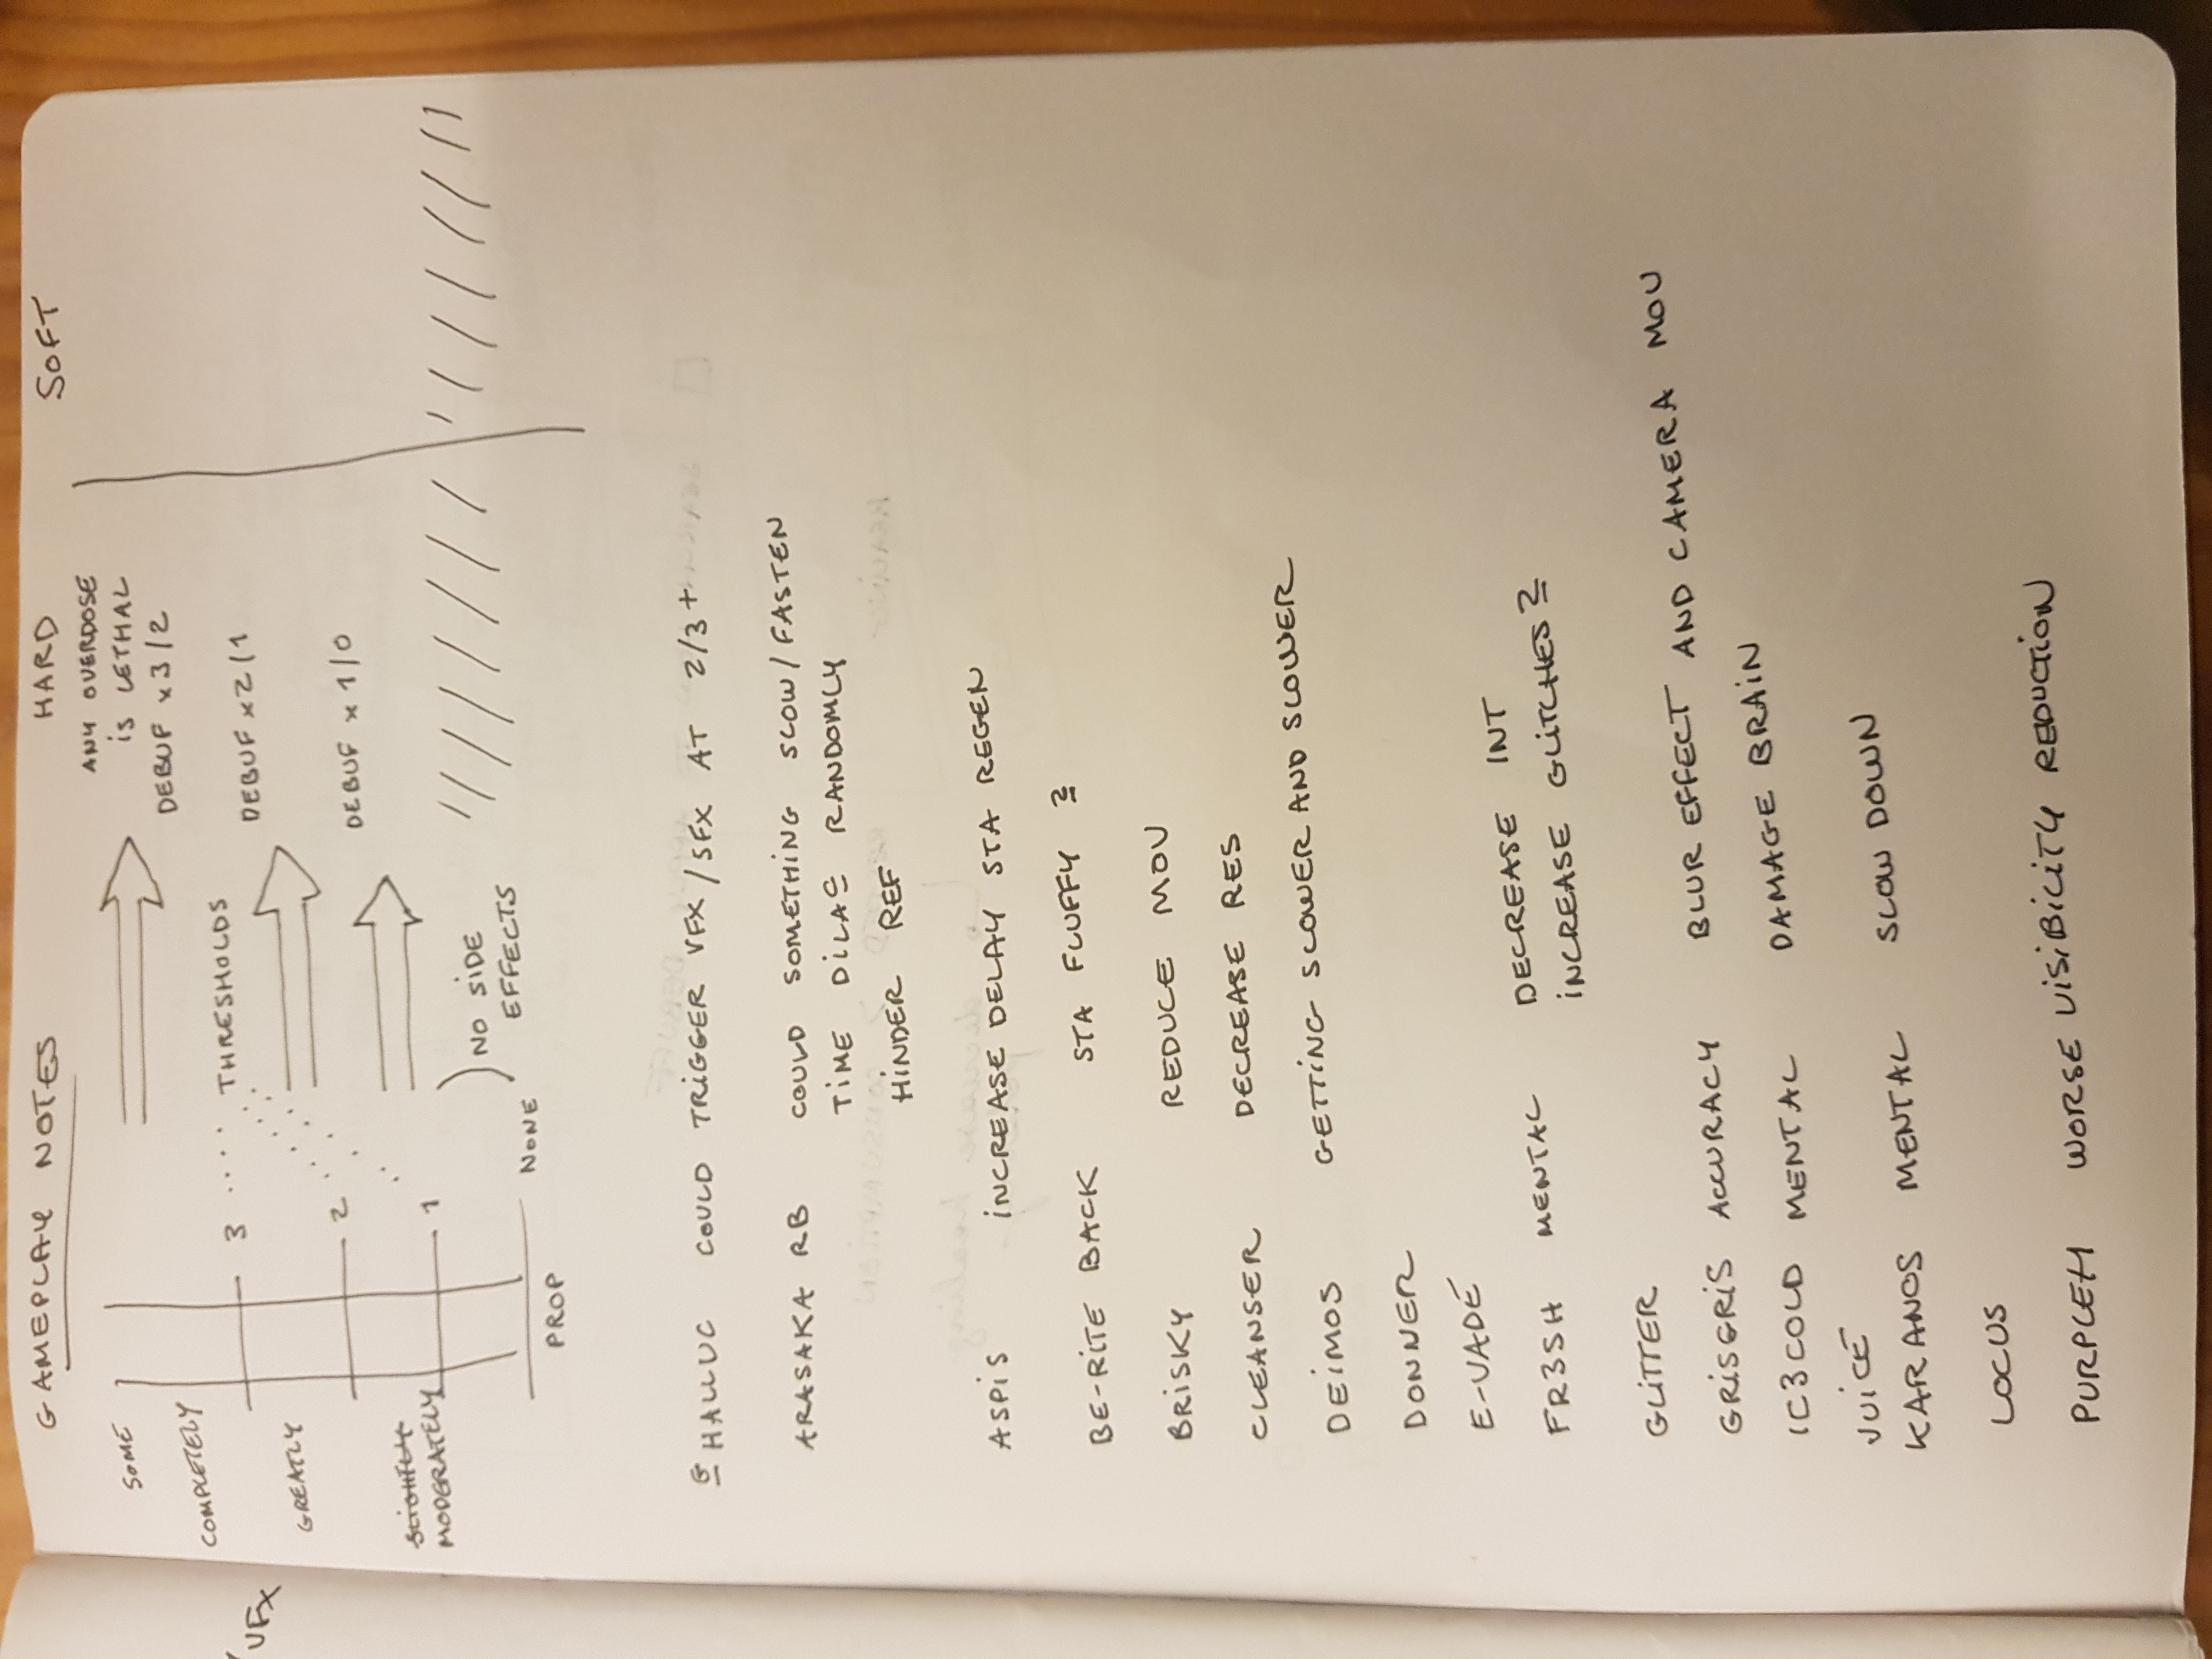 GAMEPLAY NOTES HARD SOFT
SOME
ANY OVERDOSE
iS LETHAL
DEBUF x 3/2
COMPLETELY
3 THRESHOLDS
DEBUF x 2/1
VFX
GREATLY
2
DEBUF x 1/0
SLIGHTLY
MODERATELY
1
NO SIDE
EFFECTS
NONE
PROP
HALLUC COULD TRIGGER VFX/SFX AT 2/3+
ARASAKA RB COULD SOMETHING SLOW/FASTEN
TIME DILAC RANDOMLY
HINDER REF
ASPIS INCREASE DELAY STA REGEN
BE-RITE BACK STA FLUFFY ?
BRISKY REDUCE MOV
CLEANSER DECREASE RES
DEIMOS GETTING SLOWER AND SLOWER
DONNER
E-VADE
FR3SH MENTAL DECREASE INT
INCREASE GLITCHES ?
GLITTER
GRISGRIS ACCURACY BLUR EFFECT AND CAMERA MOV
IC3COLD MENTAL DAMAGE BRAIN
JUICE
KARANOS MENTAL SLOW DOWN
LOCUS
WORSE VISIBILITY REDUCTION